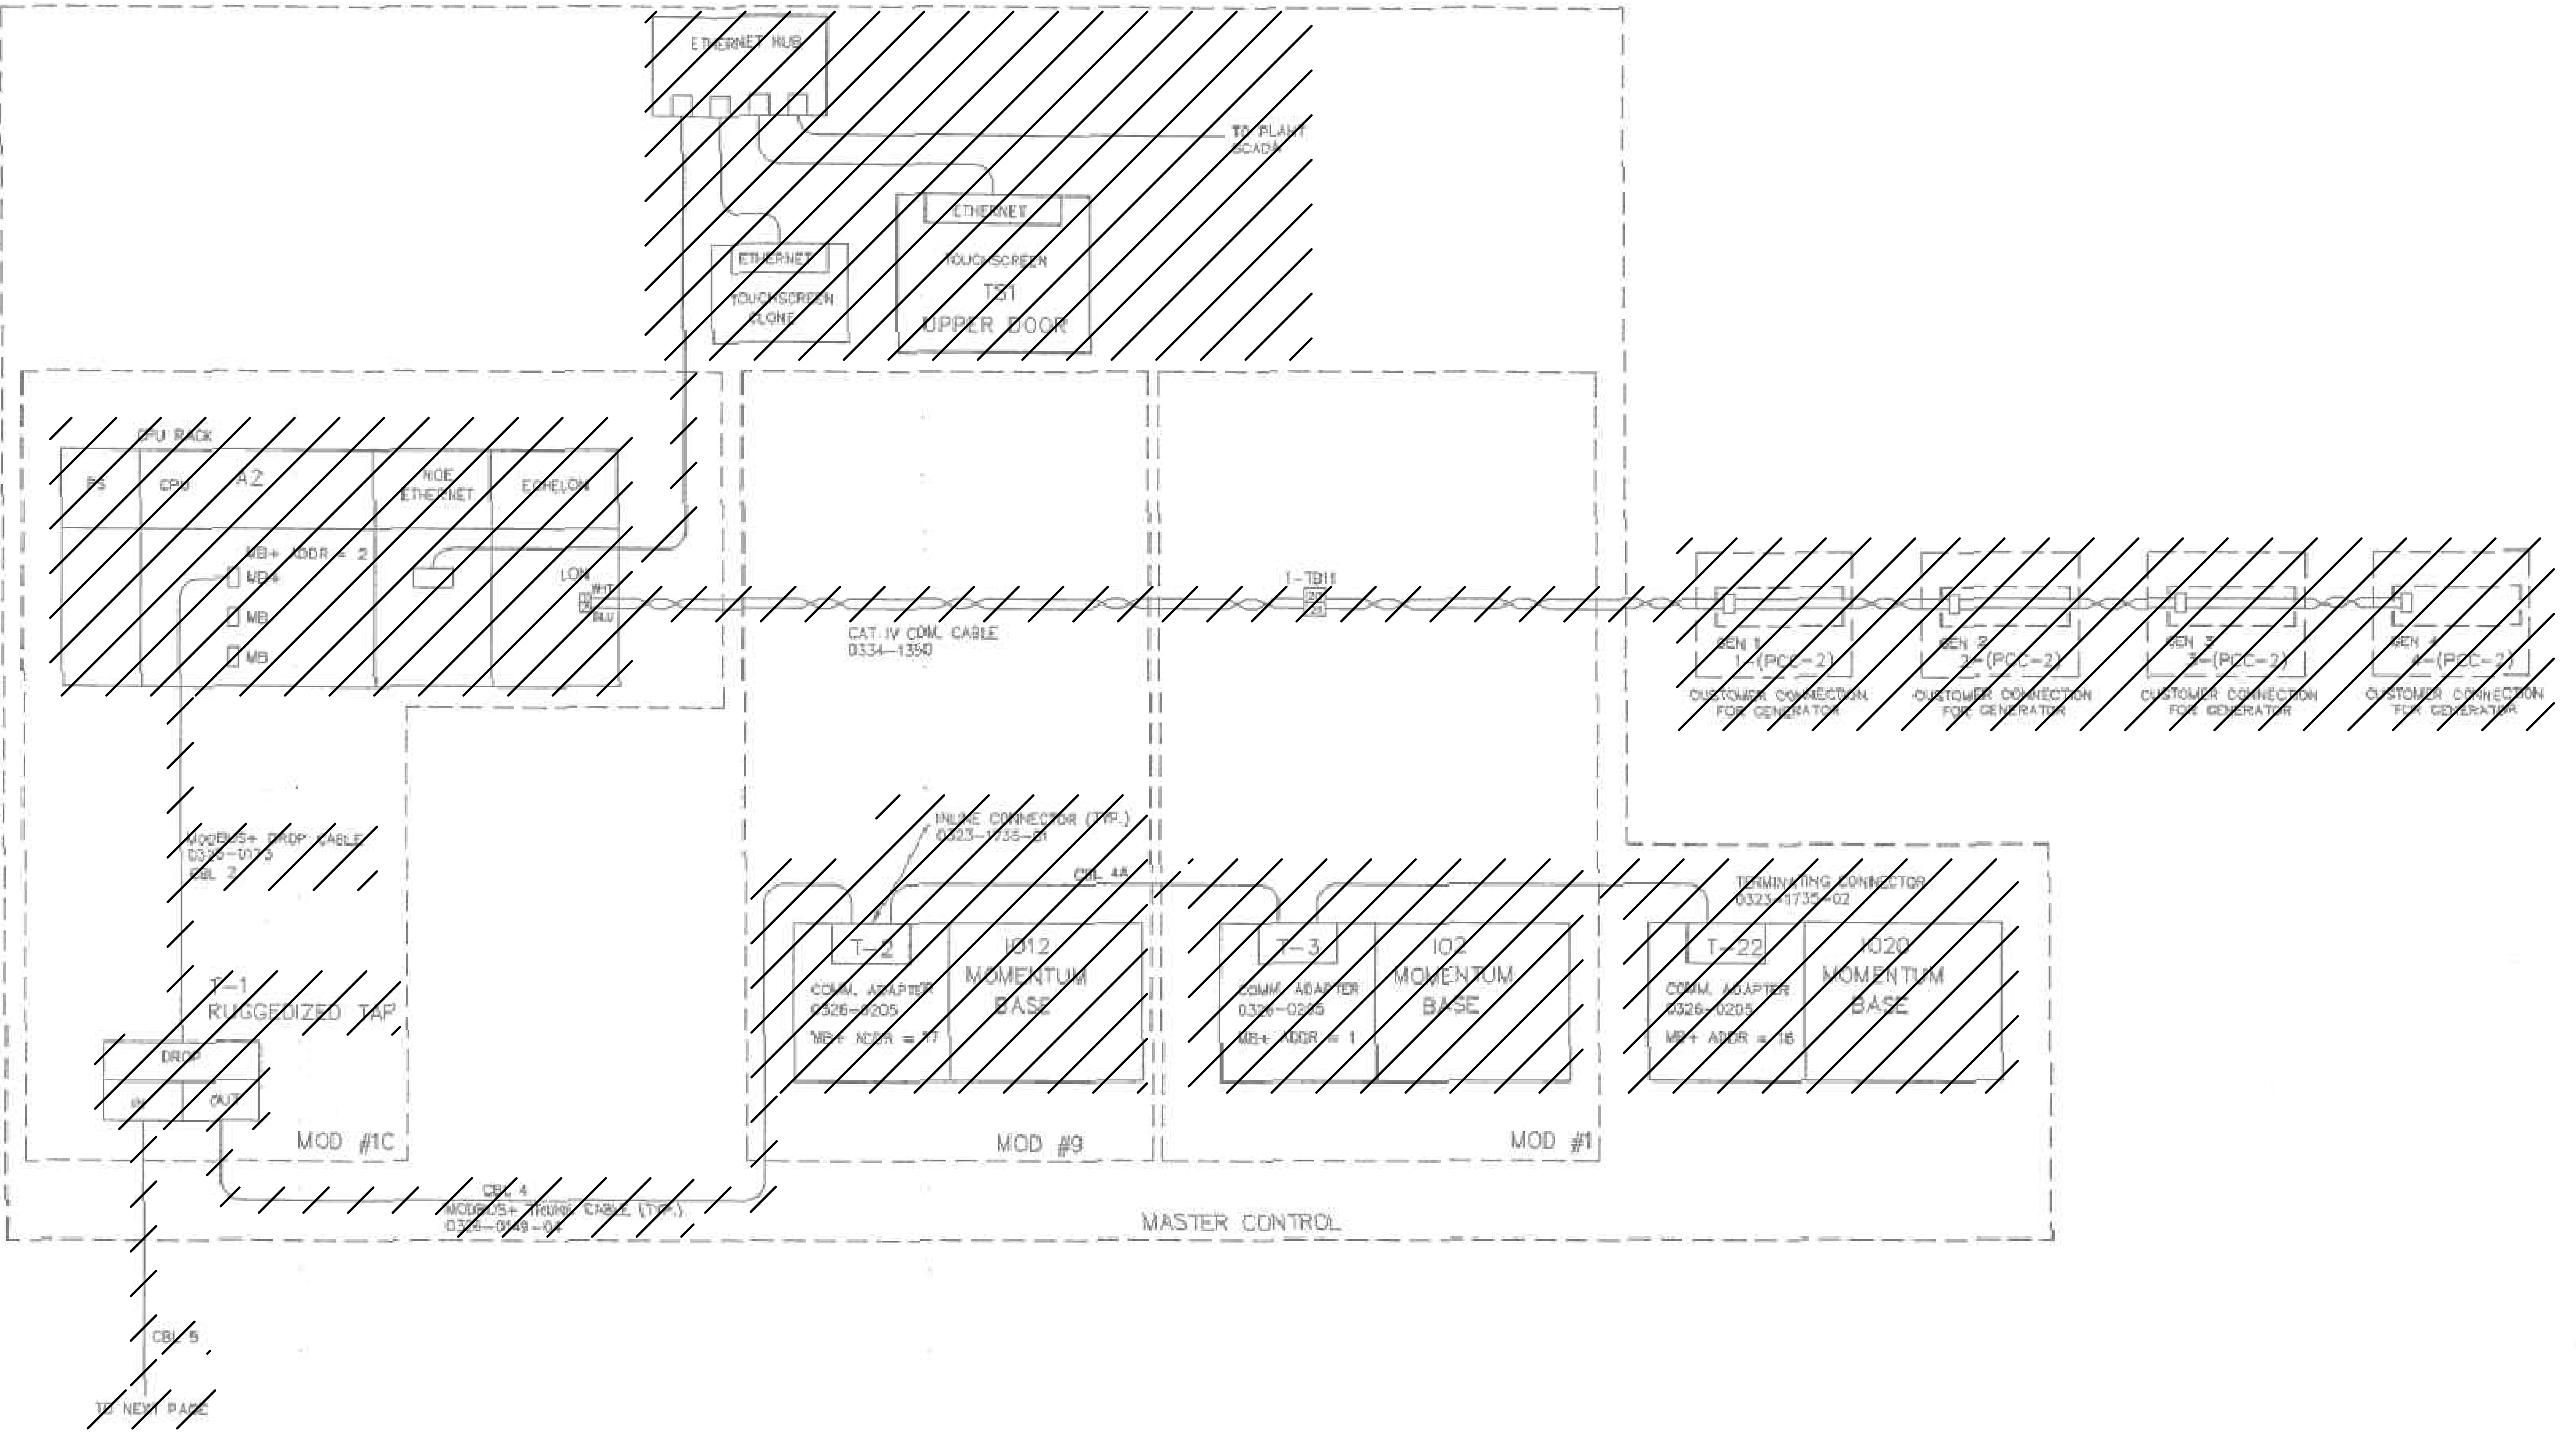 ETHERNET HUB
TO PLANT
SCADA
ETHERNET
TOUCHSCREEN
TS1
UPPER DOOR
ETHERNET
TOUCHSCREEN
CLONE
CPU RACK
PS
CPU
A2
NOE
ETHERNET
ECHELON
MB+ ADDR = 2
MB+
MB
MB
LON
WHT
BLU
CAT IV COM. CABLE
0334-1350
1-TB11
GEN 1
1-(PCC-2)
CUSTOMER CONNECTION
FOR GENERATOR
GEN 2
2-(PCC-2)
CUSTOMER CONNECTION
FOR GENERATOR
GEN 3
3-(PCC-2)
CUSTOMER CONNECTION
FOR GENERATOR
GEN 4
4-(PCC-2)
CUSTOMER CONNECTION
FOR GENERATOR
MODBUS+ DROP CABLE
CBL 2
T-1
RUGGEDIZED TAP
DROP
IN
OUT
MOD #1C
INLINE CONNECTOR (TYP.)
0323-1735-01
CBL 4A
T-2
COMM. ADAPTER
0326-0205
MB+ ADDR = 17
IO12
MOMENTUM
BASE
MOD #9
T-3
COMM. ADAPTER
0326-0205
MB+ ADDR = 1
IO2
MOMENTUM
BASE
MOD #1
TERMINATING CONNECTOR
0323-1735-02
T-22
COMM. ADAPTER
0326-0205
MB+ ADDR = 16
IO20
MOMENTUM
BASE
CBL 4
MODBUS+ TRUNK CABLE (TYP.)
MASTER CONTROL
CBL 5
TO NEXT PAGE